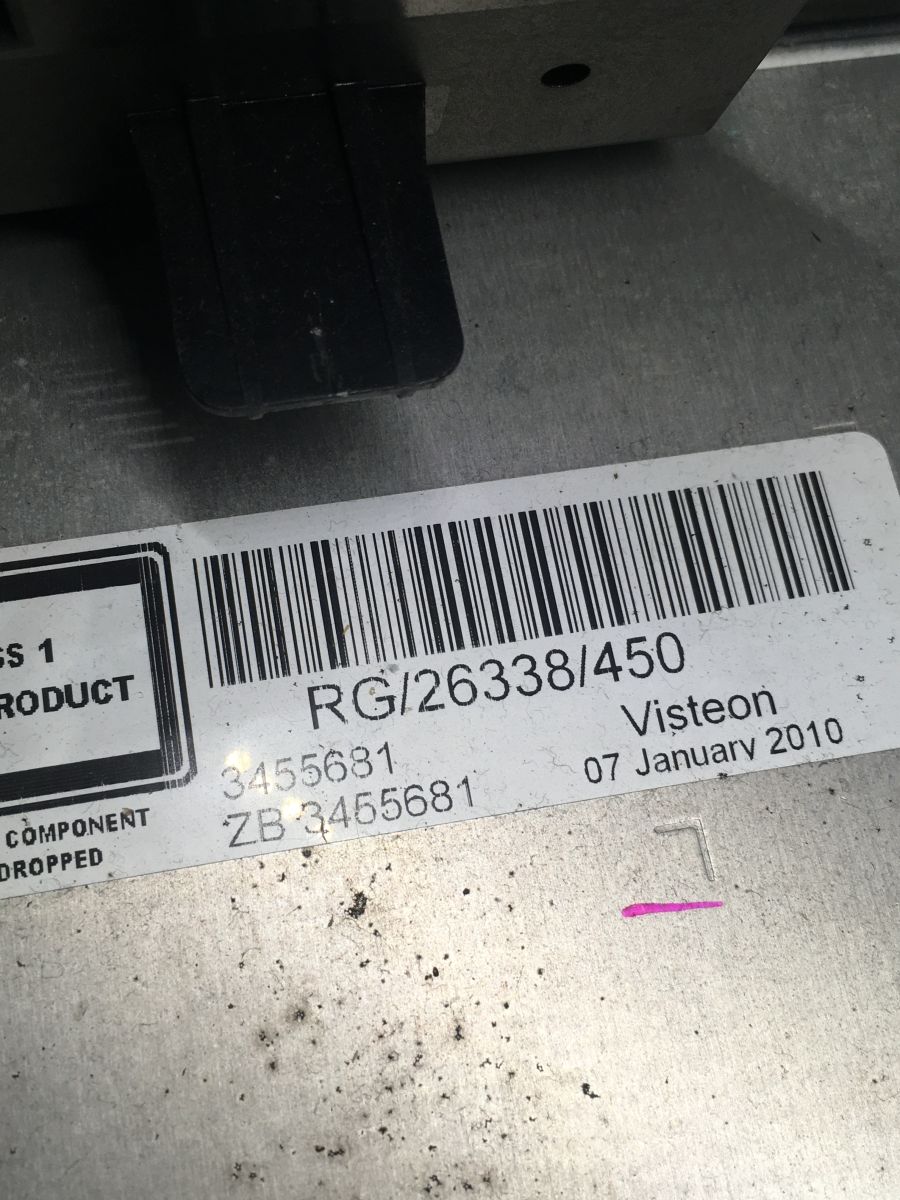 SS 1
RODUCT
COMPONENT
DROPPED
RG/26338/450
Visteon
3455681
07 January 2010
ZB 3455681